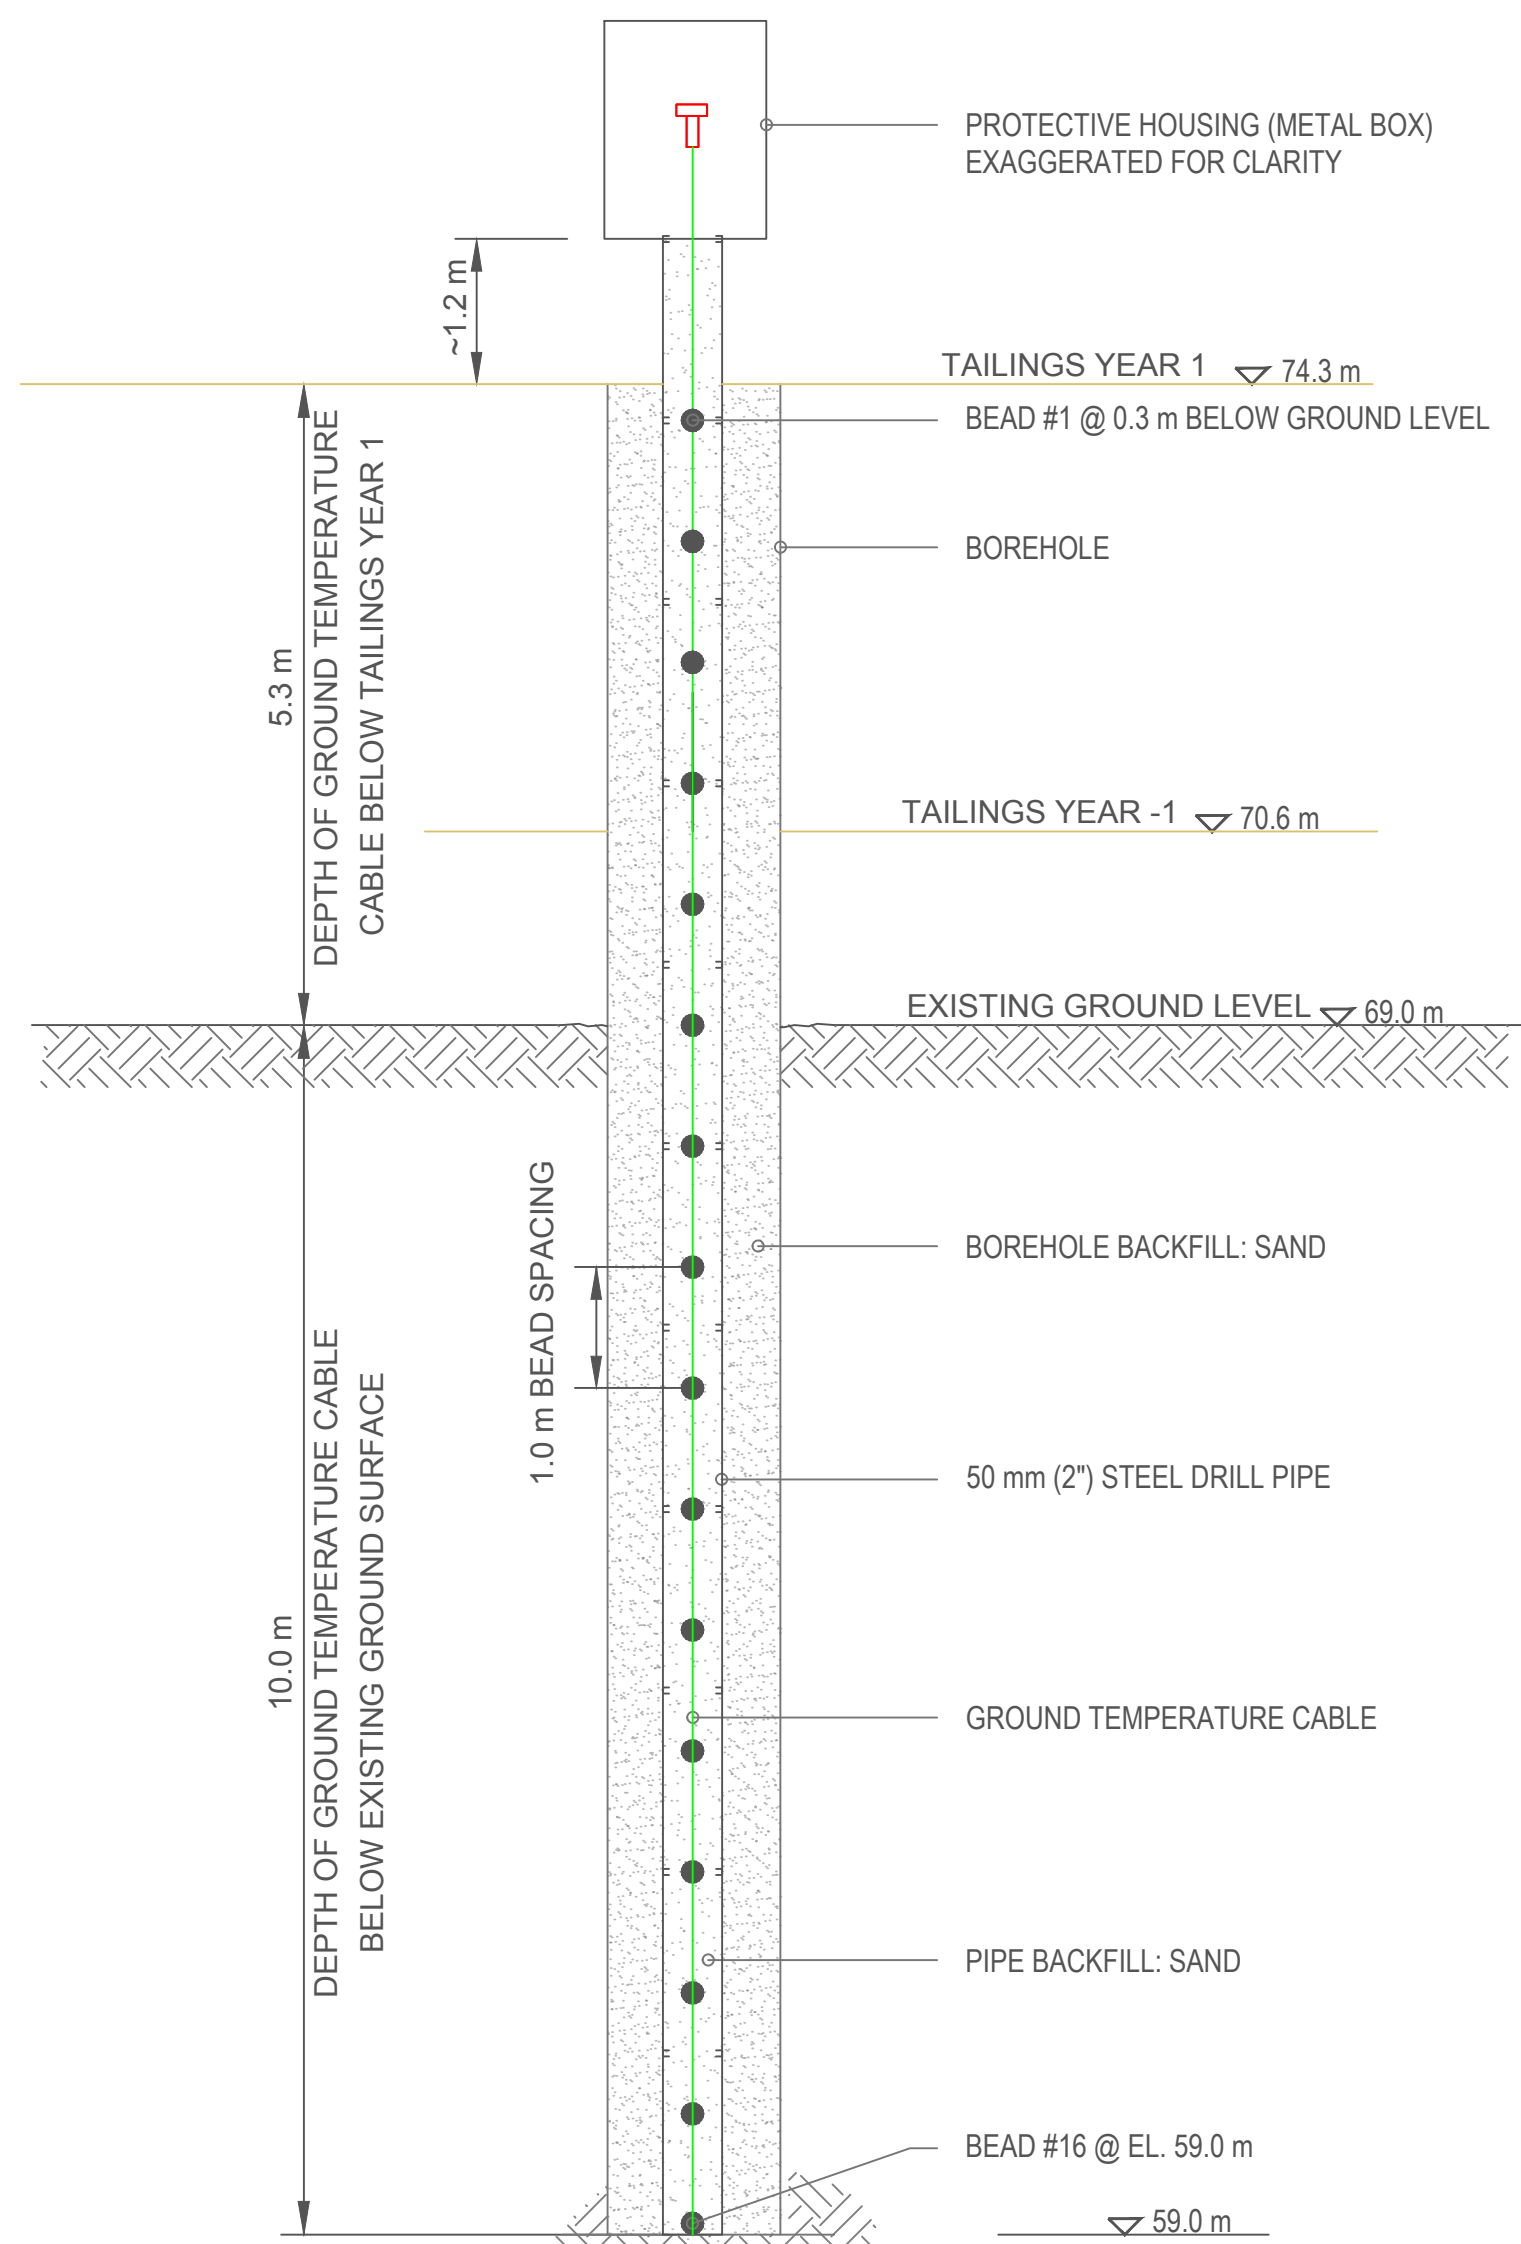 PROTECTIVE HOUSING (METAL BOX)
EXAGGERATED FOR CLARITY
~1.2 m
TAILINGS YEAR 1
74.3 m
BEAD #1 @ 0.3 m BELOW GROUND LEVEL
BOREHOLE
5.3 m
DEPTH OF GROUND TEMPERATURE
CABLE BELOW TAILINGS YEAR 1
TAILINGS YEAR -1
70.6 m
EXISTING GROUND LEVEL
69.0 m
1.0 m BEAD SPACING
BOREHOLE BACKFILL: SAND
50 mm (2") STEEL DRILL PIPE
10.0 m
DEPTH OF GROUND TEMPERATURE CABLE
BELOW EXISTING GROUND SURFACE
GROUND TEMPERATURE CABLE
PIPE BACKFILL: SAND
BEAD #16 @ EL. 59.0 m
59.0 m